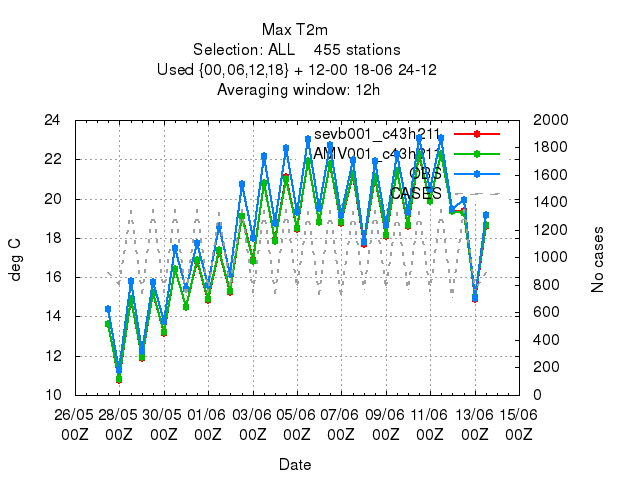 Max T2m
Selection: ALL    455 stations
Used {00,06,12,18} + 12-00 18-06 24-12
Averaging window: 12h
24 2000
sevb001_c43h211
1800
22 AMV001_c43h211
1600
OBS
20 CASES 1400
1200
18
deg C
1000
No cases
16 800
600
14
400
12
200
10 0
26/05 28/05 30/05 01/06 03/06 05/06 07/06 09/06 11/06 13/06 15/06
00Z 00Z 00Z 00Z 00Z 00Z 00Z 00Z 00Z 00Z 00Z
Date